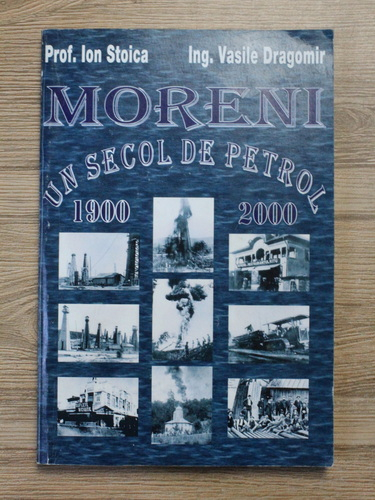 Prof. Ion Stoica Ing. Vasile Dragomir
MORENI
UN SECOL DE PETROL
1900 2000